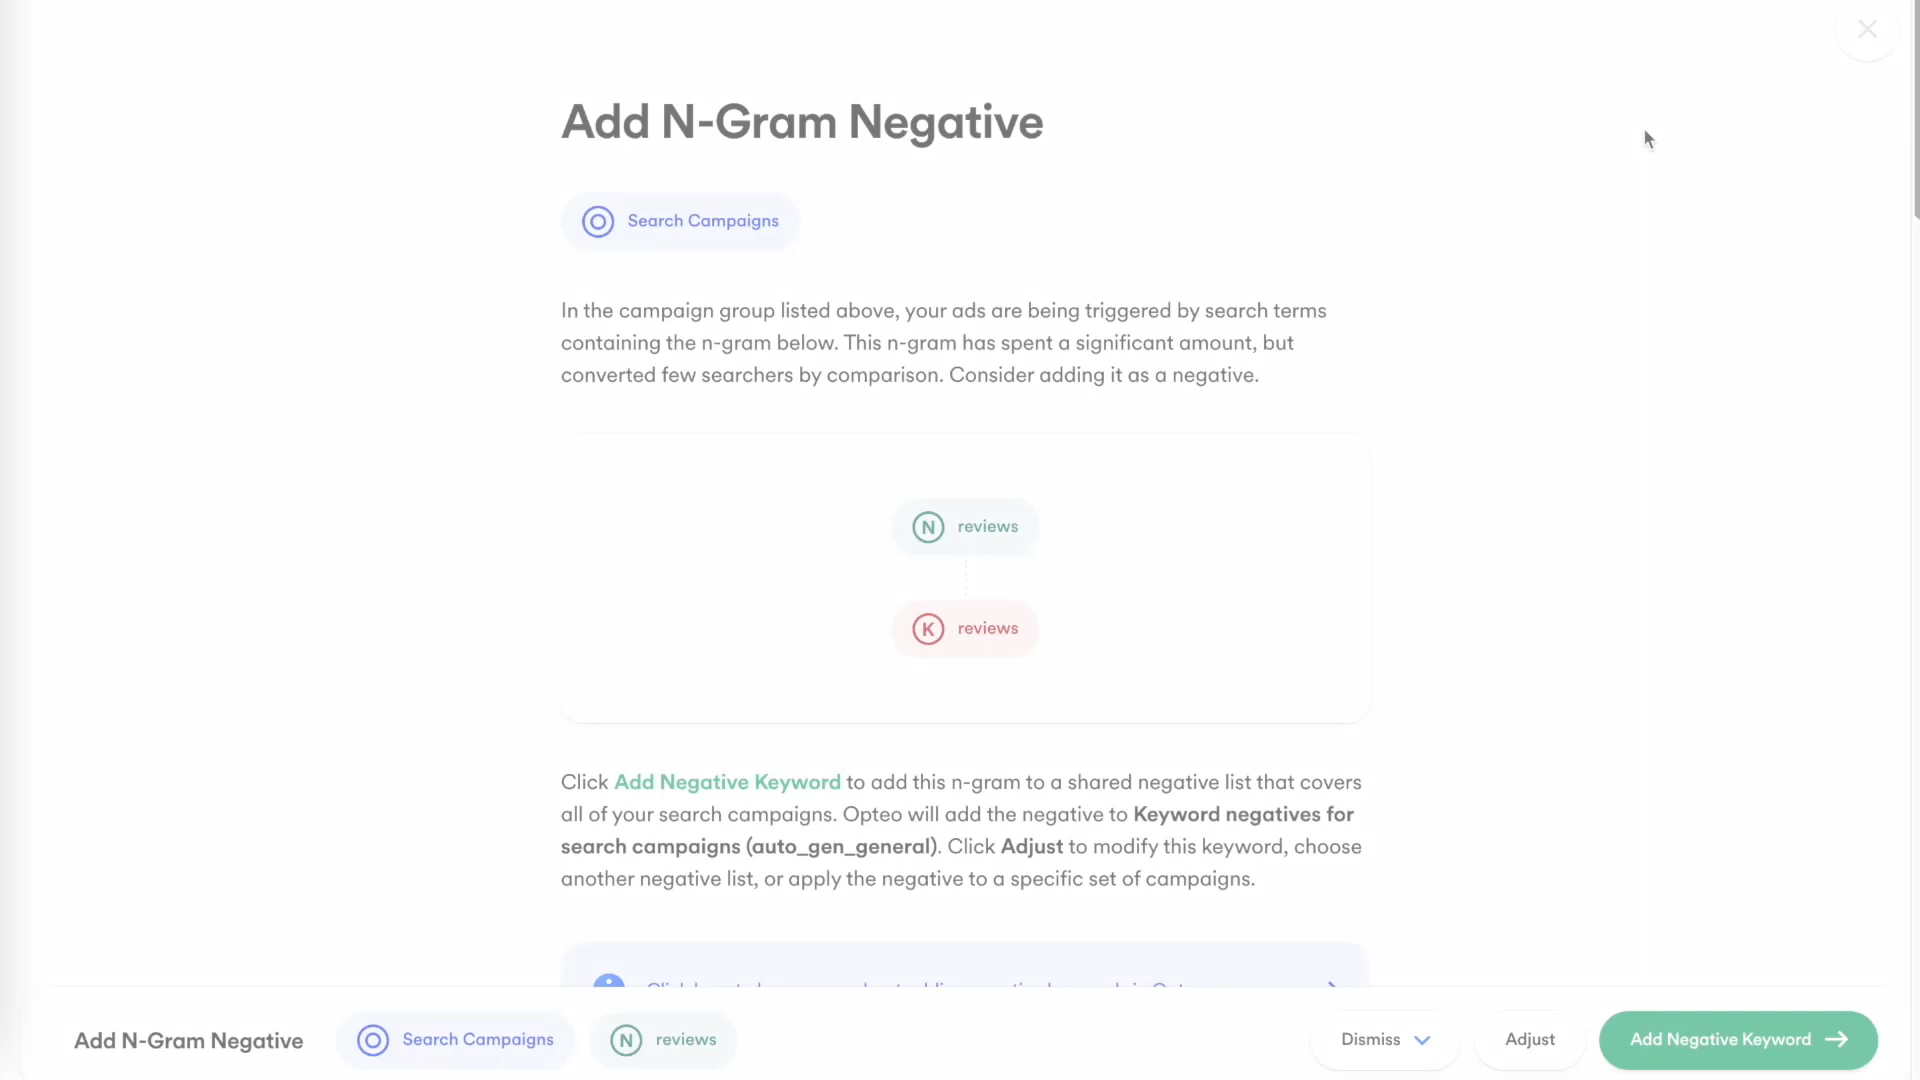 Add N-Gram Negative
Search Campaigns
In the campaign group listed above, your ads are being triggered by search terms
containing the n-gram below. This n-gram has spent a significant amount, but
converted few searchers by comparison. Consider adding it as a negative.
N reviews
K reviews
Click Add Negative Keyword to add this n-gram to a shared negative list that covers
all of your search campaigns. Opteo will add the negative to Keyword negatives for
search campaigns (auto_gen_general). Click Adjust to modify this keyword, choose
another negative list, or apply the negative to a specific set of campaigns.
Add N-Gram Negative Search Campaigns N reviews Dismiss Adjust Add Negative Keyword